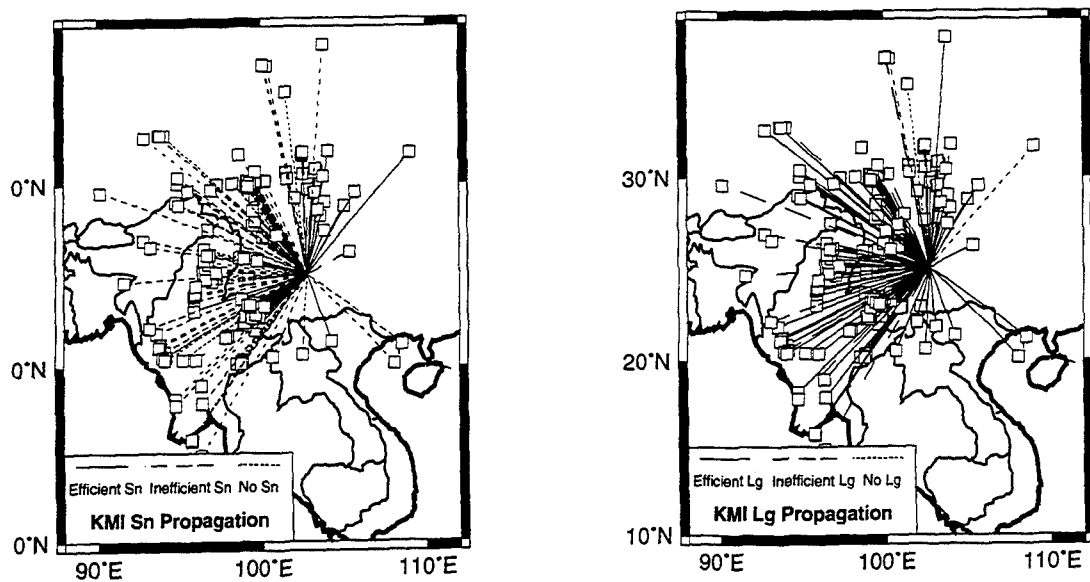 0°N
0°N
Efficient Sn Inefficient Sn No Sn
KMI Sn Propagation
0°N
90°E 100°E 110°E
30°N
20°N
Efficient Lg Inefficient Lg No Lg
KMI Lg Propagation
10°N
90°E 100°E 110°E